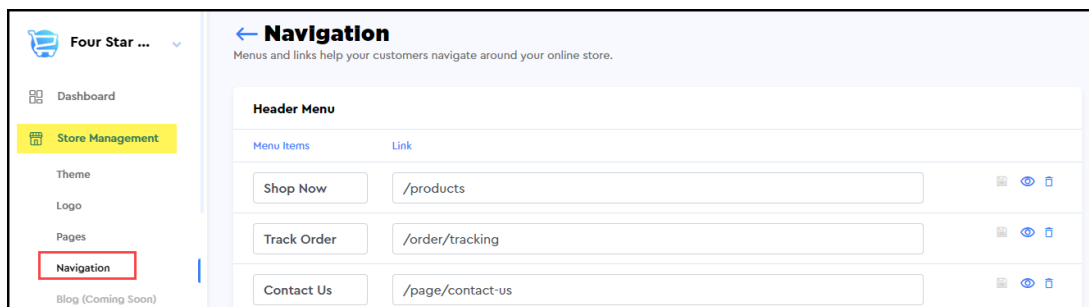 Four Star ...
Dashboard
Store Management
Theme
Logo
Pages
Navigation
Blog (Coming Soon)
Navigation
Menus and links help your customers navigate around your online store.
Header Menu
Menu Items Link
Shop Now /products
Track Order /order/tracking
Contact Us /page/contact-us